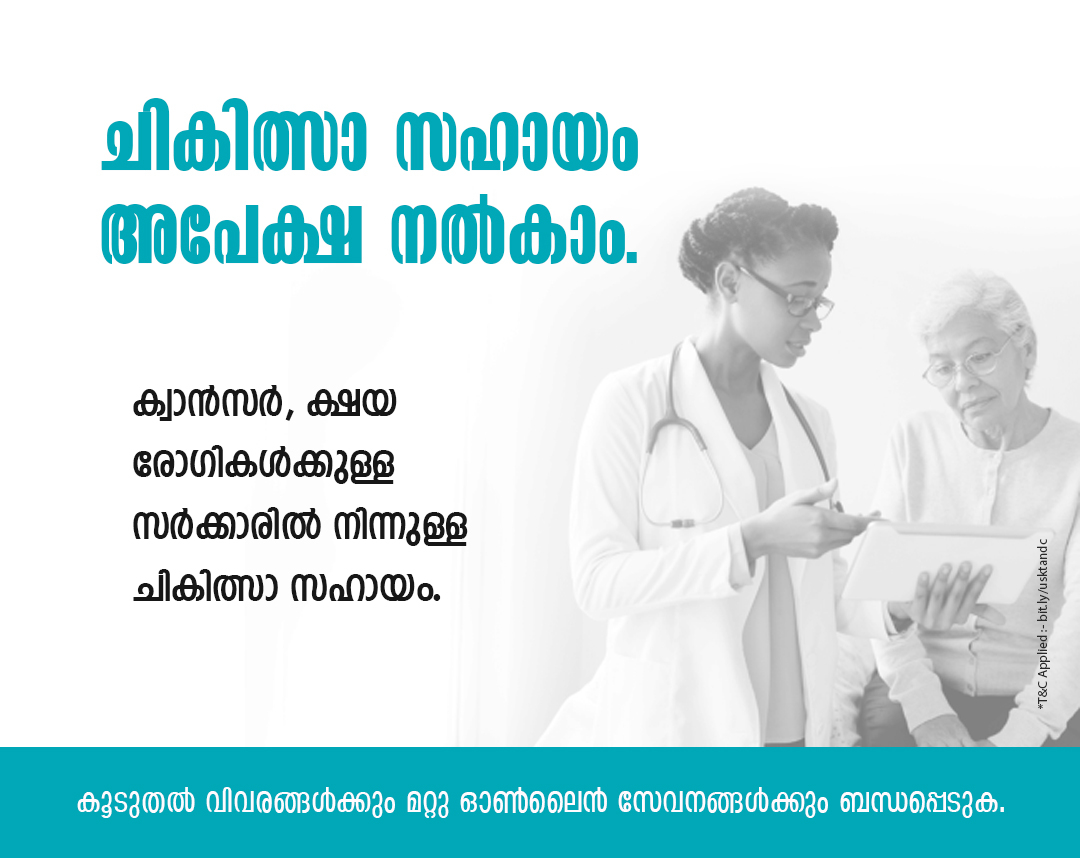 ചികിത്സാ സഹായം
അപേക്ഷ നൽകാം.
ക്വാൻസർ, ക്ഷയ
രോഗികൾക്കുള്ള
സർക്കാരിൽ നിന്നുള്ള
ചികിത്സാ സഹായം.
*T&C Applied :- bit.ly/usktandc
കൂടുതൽ വിവരങ്ങൾക്കും മറ്റു ഓൺലൈൻ സേവനങ്ങൾക്കും ബന്ധപ്പെടുക.